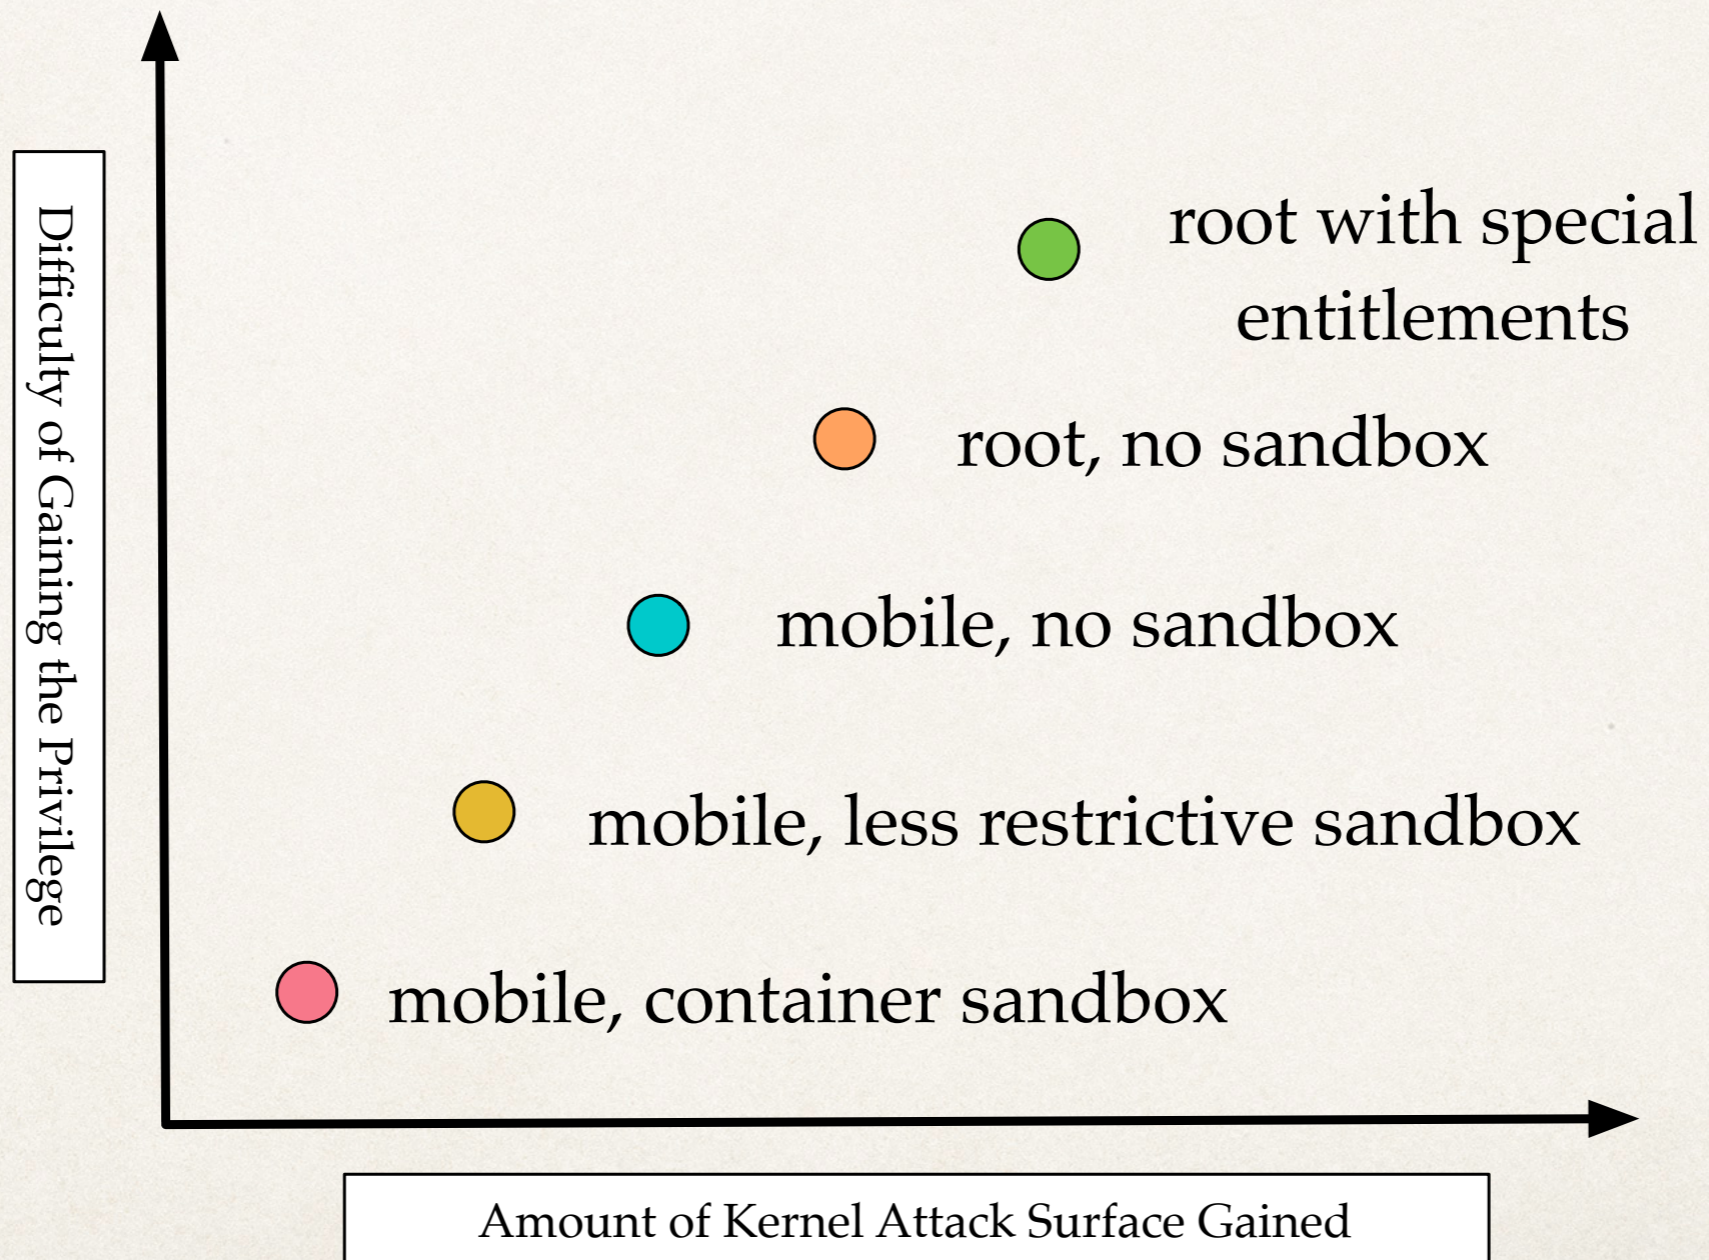 Difficulty of Gaining the Privilege
root with special
entitlements
root, no sandbox
mobile, no sandbox
mobile, less restrictive sandbox
mobile, container sandbox
Amount of Kernel Attack Surface Gained